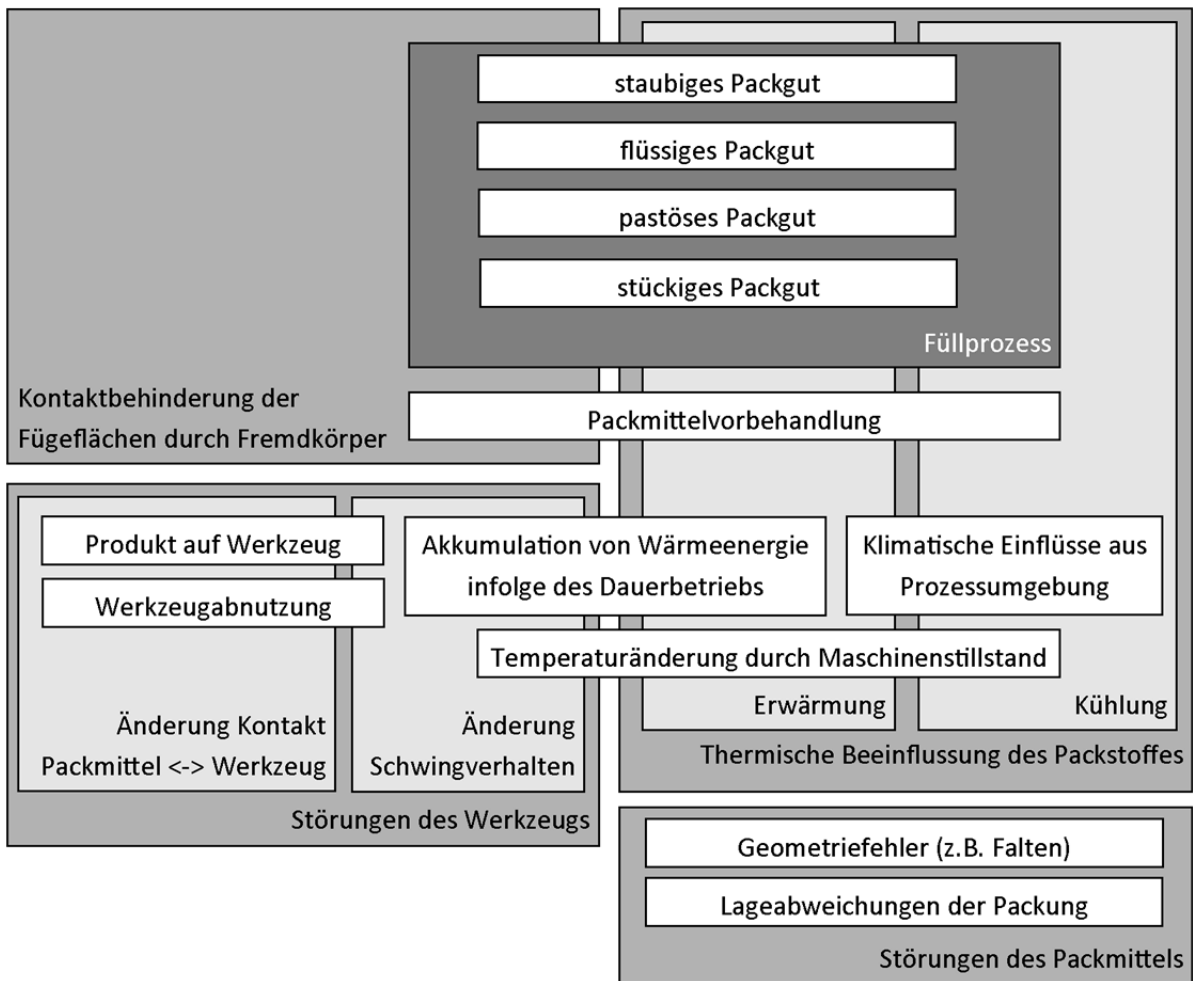 staubiges Packgut
flüssiges Packgut
pastöses Packgut
stückiges Packgut
Füllprozess
Kontaktbehinderung der
Fügeflächen durch Fremdkörper
Packmittelvorbehandlung
Produkt auf Werkzeug
Werkzeugabnutzung
Akkumulation von Wärmeenergie
infolge des Dauerbetriebs
Klimatische Einflüsse aus
Prozessumgebung
Temperaturänderung durch Maschinenstillstand
Änderung Kontakt
Packmittel <-> Werkzeug
Änderung
Schwingverhalten
Störungen des Werkzeugs
Erwärmung
Kühlung
Thermische Beeinflussung des Packstoffes
Geometriefehler (z.B. Falten)
Lageabweichungen der Packung
Störungen des Packmittels